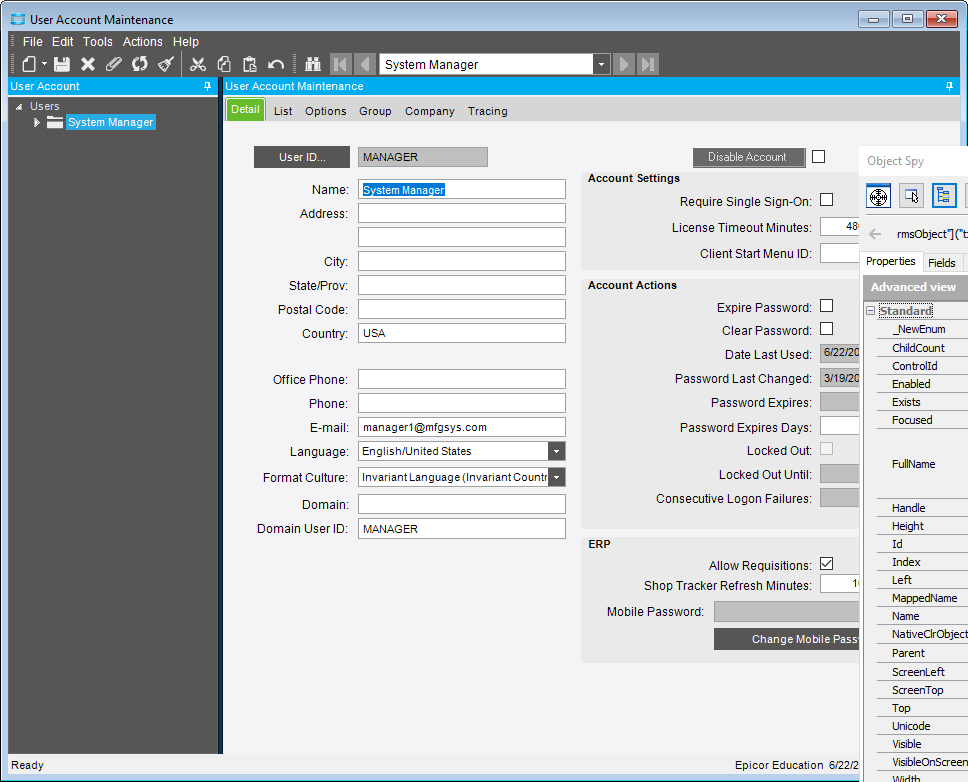 User Account Maintenance
File Edit Tools Actions Help
System Manager
User Account
User Account Maintenance
Users
System Manager
Detail List Options Group Company Tracing
User ID... MANAGER
Name: System Manager
Address:
City:
State/Prov:
Postal Code:
Country: USA
Office Phone:
Phone:
E-mail: manager1@mfgsys.com
Language: English/United States
Format Culture: Invariant Language (Invariant Countr
Domain:
Domain User ID: MANAGER
Disable Account
Account Settings
Require Single Sign-On:
License Timeout Minutes: 48
Client Start Menu ID:
Account Actions
Expire Password:
Clear Password:
Date Last Used: 6/22/20
Password Last Changed: 3/19/20
Password Expires:
Password Expires Days:
Locked Out:
Locked Out Until:
Consecutive Logon Failures:
ERP
Allow Requisitions:
Shop Tracker Refresh Minutes: 1
Mobile Password:
Change Mobile Pass
Object Spy
rmsObject"]("t
Properties Fields
Advanced view
Standard
_NewEnum
ChildCount
ControlId
Enabled
Exists
Focused
FullName
Handle
Height
Id
Index
Left
MappedName
Name
NativeClrObject
Parent
ScreenLeft
ScreenTop
Top
Unicode
Visible
VisibleOnScreen
Width
Ready
Epicor Education 6/22/2